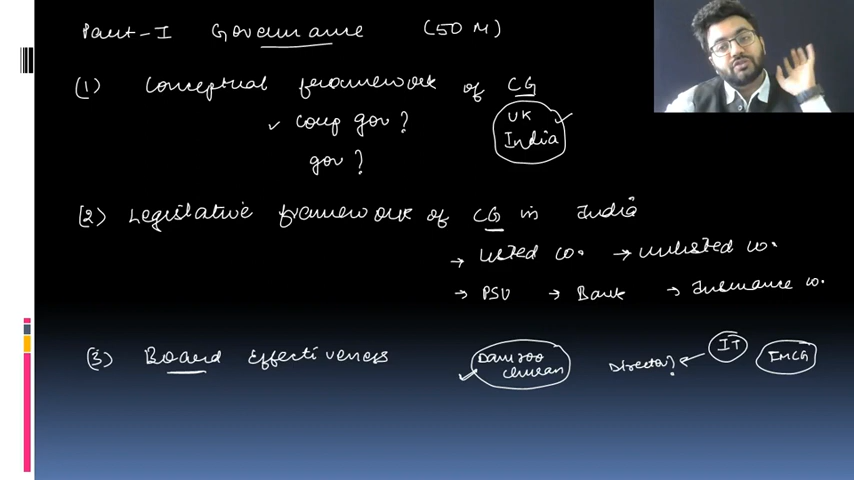 Part-I Governance (50 M)
(1) Conceptual framework of CG
✓ Corp gov?
UK
India ✓
gov?
(2) Legislative framework of CG in India
→ Listed co. → Unlisted co.
→ PSU → Bank → Insurance co.
(3) Board Effectiveness
Director? ← IT
FMCG